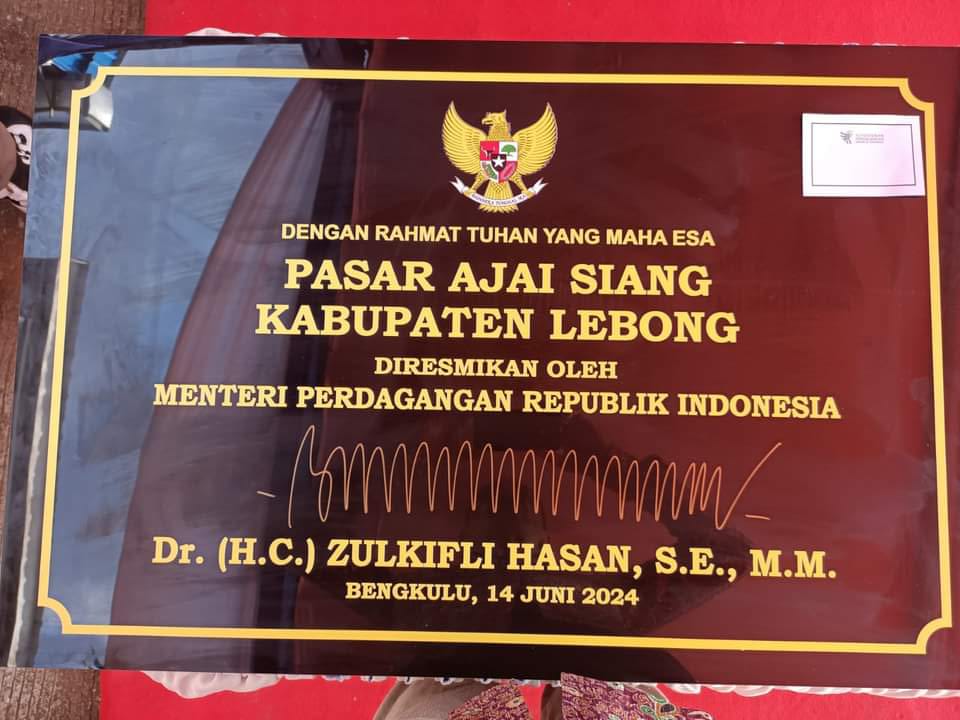 DENGAN RAHMAT TUHAN YANG MAHA ESA
PASAR AJAI SIANG
KABUPATEN LEBONG
DIRESMIKAN OLEH
MENTERI PERDAGANGAN REPUBLIK INDONESIA
Dr. (H.C.) ZULKIFLI HASAN, S.E., M.M.
BENGKULU, 14 JUNI 2024